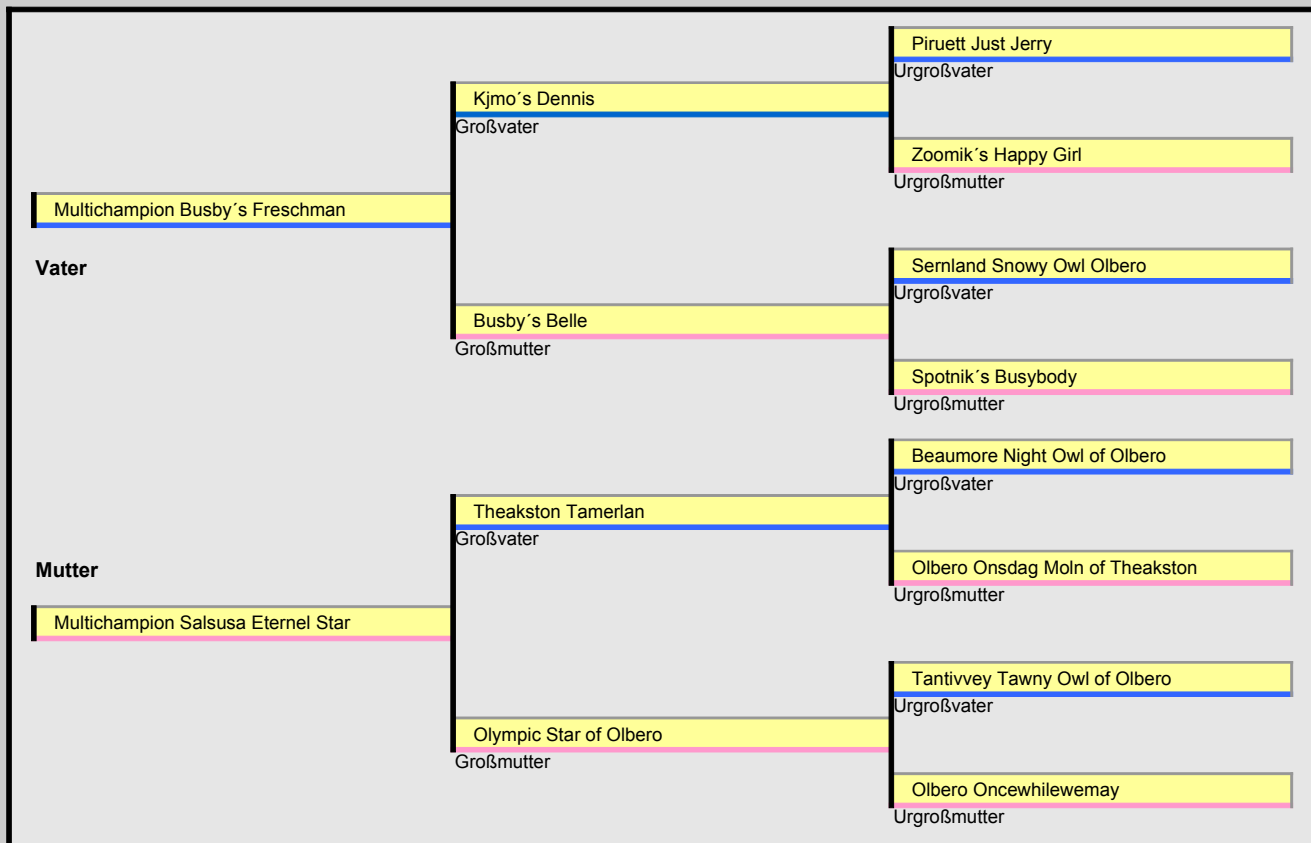 Piruett Just Jerry
Urgroßvater
Kjmo´s Dennis
Großvater
Zoomik´s Happy Girl
Urgroßmutter
Multichampion Busby´s Freschman
Vater
Sernland Snowy Owl Olbero
Urgroßvater
Busby´s Belle
Großmutter
Spotnik´s Busybody
Urgroßmutter
Beaumore Night Owl of Olbero
Urgroßvater
Theakston Tamerlan
Großvater
Olbero Onsdag Moln of Theakston
Urgroßmutter
Mutter
Multichampion Salsusa Eternel Star
Tantivvey Tawny Owl of Olbero
Urgroßvater
Olympic Star of Olbero
Großmutter
Olbero Oncewhilewemay
Urgroßmutter